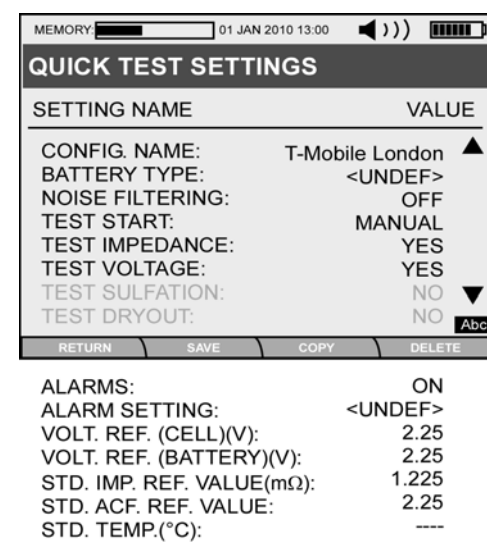 MEMORY: 01 JAN 2010 13:00
QUICK TEST SETTINGS
SETTING NAME VALUE
CONFIG. NAME: T-Mobile London
BATTERY TYPE: <UNDEF>
NOISE FILTERING: OFF
TEST START: MANUAL
TEST IMPEDANCE: YES
TEST VOLTAGE: YES
TEST SULFATION: NO
TEST DRYOUT: NO
Abc
RETURN SAVE COPY DELETE
ALARMS: ON
ALARM SETTING: <UNDEF>
VOLT. REF. (CELL)(V): 2.25
VOLT. REF. (BATTERY)(V): 2.25
STD. IMP. REF. VALUE(mΩ): 1.225
STD. ACF. REF. VALUE: 2.25
STD. TEMP.(°C): ----